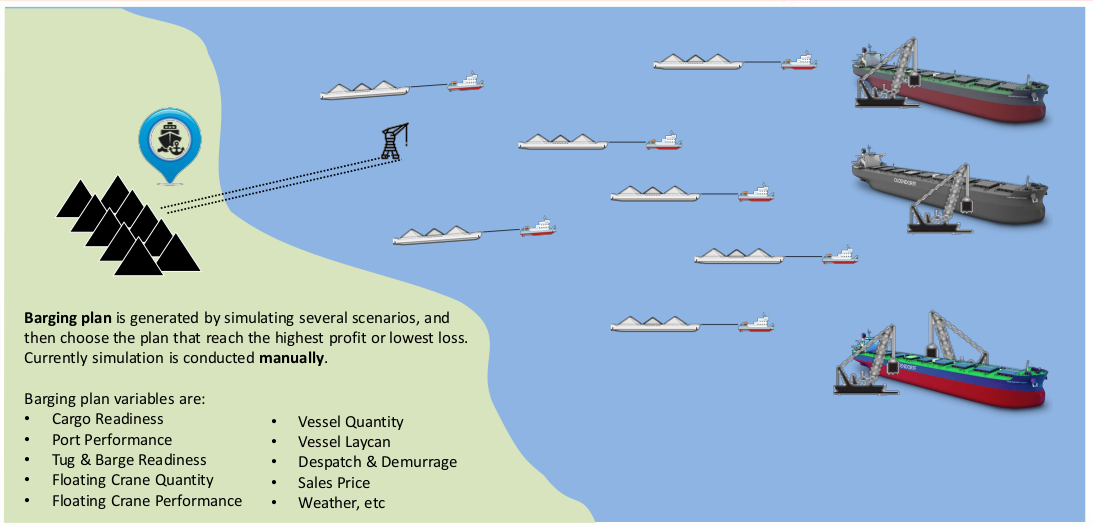 Barging plan is generated by simulating several scenarios, and
then choose the plan that reach the highest profit or lowest loss.
Currently simulation is conducted manually.
Barging plan variables are:
• Cargo Readiness
• Port Performance
• Tug & Barge Readiness
• Floating Crane Quantity
• Floating Crane Performance
• Vessel Quantity
• Vessel Laycan
• Despatch & Demurrage
• Sales Price
• Weather, etc